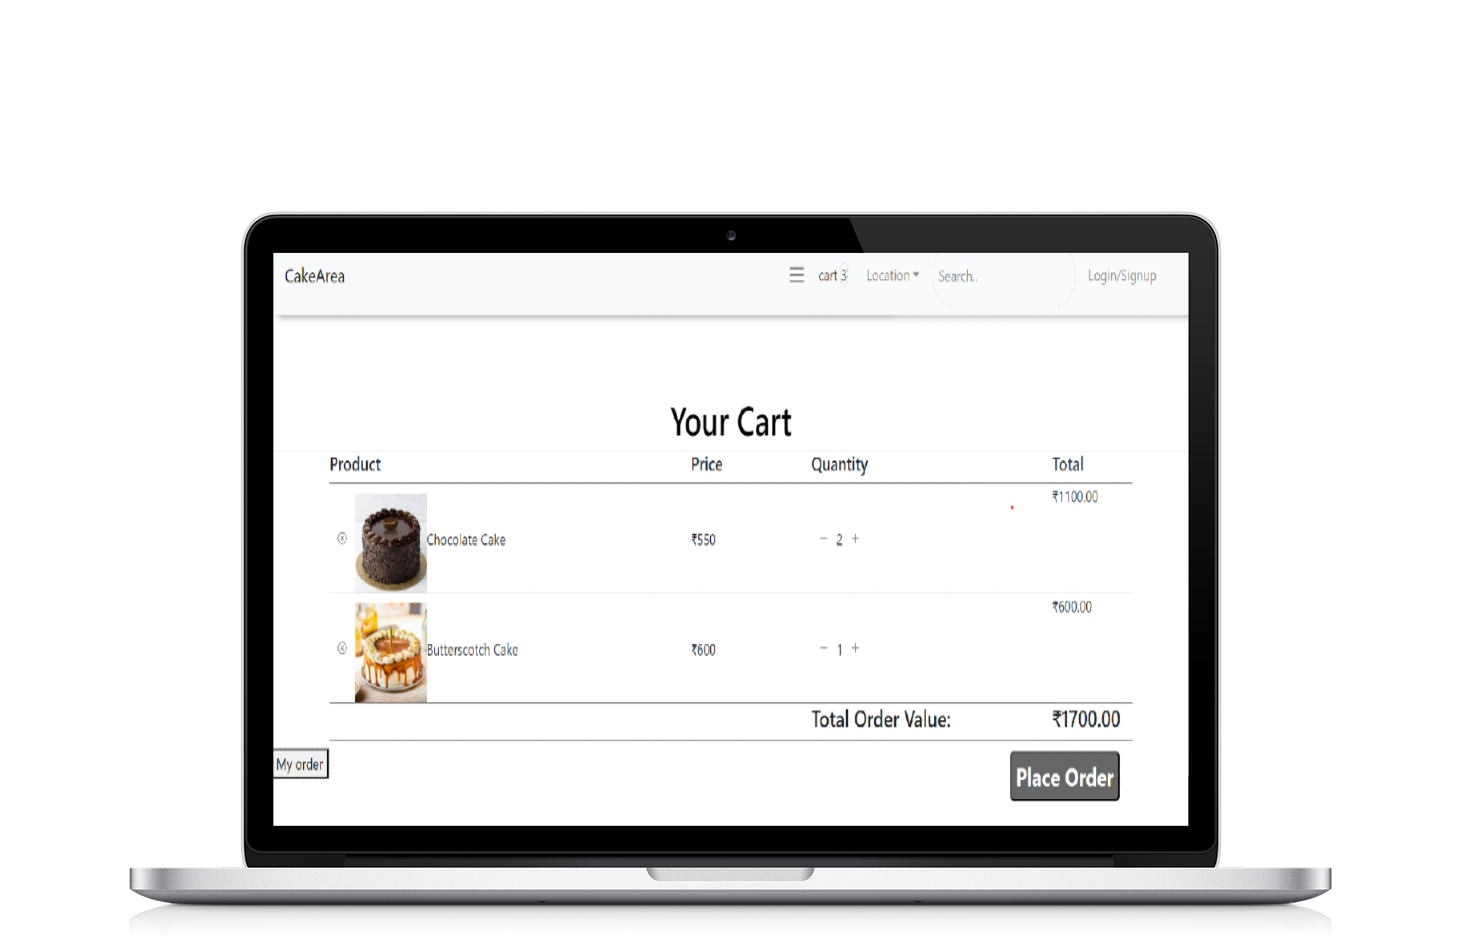 CakeArea
cart 3 Location Search.. Login/Signup
Your Cart
Product Price Quantity Total
₹1100.00
Chocolate Cake ₹550 − 2 +
₹600.00
Butterscotch Cake ₹600 − 1 +
Total Order Value: ₹1700.00
My order
Place Order